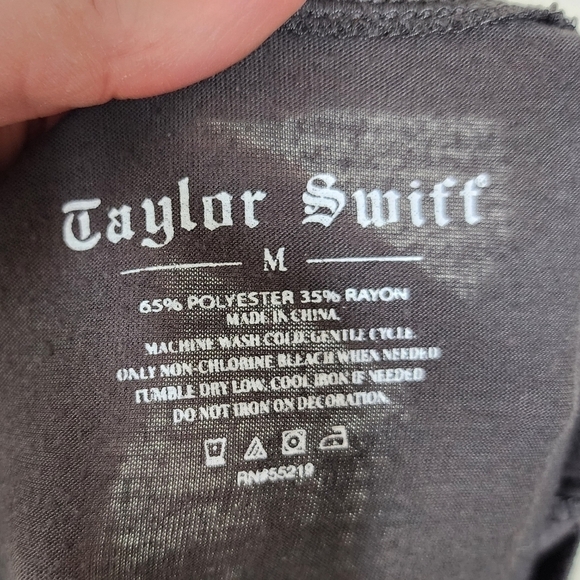 Taylor Swift
M
65% POLYESTER 35% RAYON
MADE IN CHINA.
MACHINE WASH COLD GENTLE CYCLE.
ONLY NON-CHLORINE BLEACH WHEN NEEDED
TUMBLE DRY LOW, COOL IRON IF NEEDED
DO NOT IRON ON DECORATION.
RN#55219